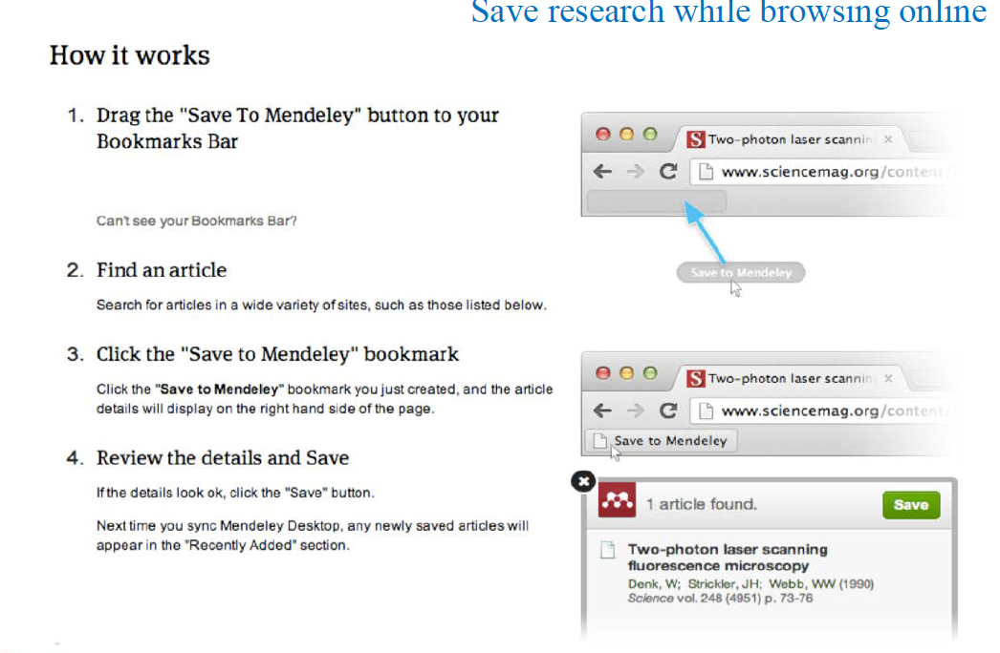 Save research while browsing online
How it works
1. Drag the "Save To Mendeley" button to your
Bookmarks Bar
Can't see your Bookmarks Bar?
2. Find an article
Search for articles in a wide variety of sites, such as those listed below.
3. Click the "Save to Mendeley" bookmark
Click the "Save to Mendeley" bookmark you just created, and the article
details will display on the right hand side of the page.
4. Review the details and Save
If the details look ok, click the "Save" button.
Next time you sync Mendeley Desktop, any newly saved articles will
appear in the "Recently Added" section.
S Two-photon laser scannin
www.sciencemag.org/content/
Save to Mendeley
S Two-photon laser scannin
www.sciencemag.org/content/
Save to Mendeley
1 article found.
Save
Two-photon laser scanning
fluorescence microscopy
Denk, W; Strickler, JH; Webb, WW (1990)
Science vol. 248 (4951) p. 73-76